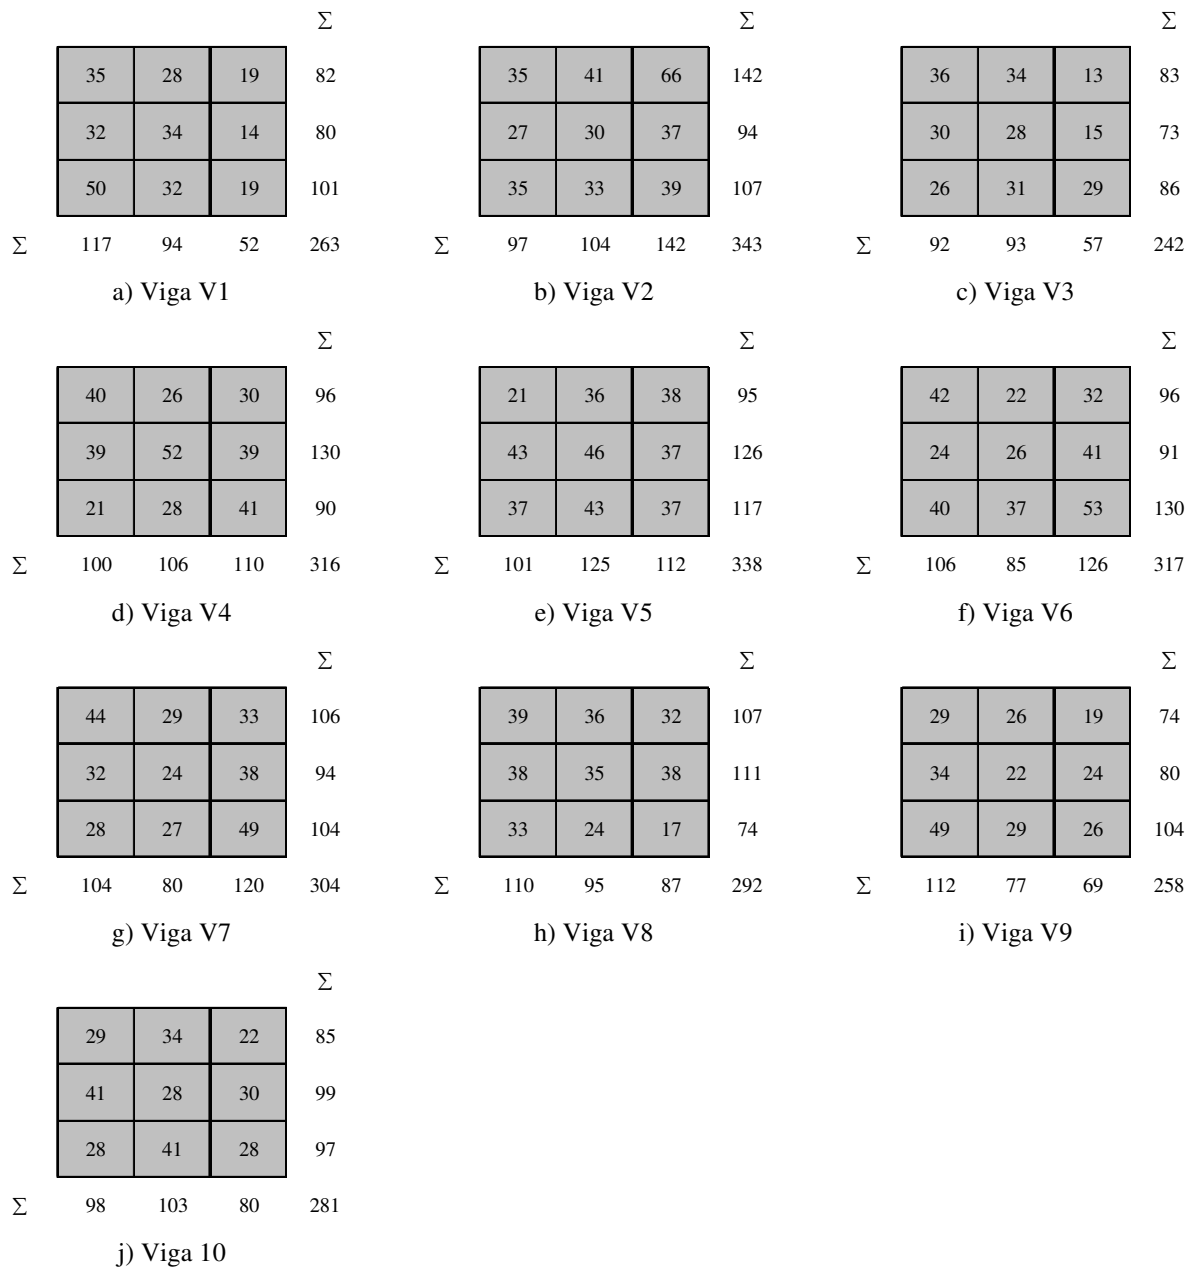 Σ Σ Σ
35 28 19 82 35 41 66 142 36 34 13 83
32 34 14 80 27 30 37 94 30 28 15 73
50 32 19 101 35 33 39 107 26 31 29 86
Σ 117 94 52 263 Σ 97 104 142 343 Σ 92 93 57 242
a) Viga V1 b) Viga V2 c) Viga V3
Σ Σ Σ
40 26 30 96 21 36 38 95 42 22 32 96
39 52 39 130 43 46 37 126 24 26 41 91
21 28 41 90 37 43 37 117 40 37 53 130
Σ 100 106 110 316 Σ 101 125 112 338 Σ 106 85 126 317
d) Viga V4 e) Viga V5 f) Viga V6
Σ Σ Σ
44 29 33 106 39 36 32 107 29 26 19 74
32 24 38 94 38 35 38 111 34 22 24 80
28 27 49 104 33 24 17 74 49 29 26 104
Σ 104 80 120 304 Σ 110 95 87 292 Σ 112 77 69 258
g) Viga V7 h) Viga V8 i) Viga V9
Σ
29 34 22 85
41 28 30 99
28 41 28 97
Σ 98 103 80 281
j) Viga 10